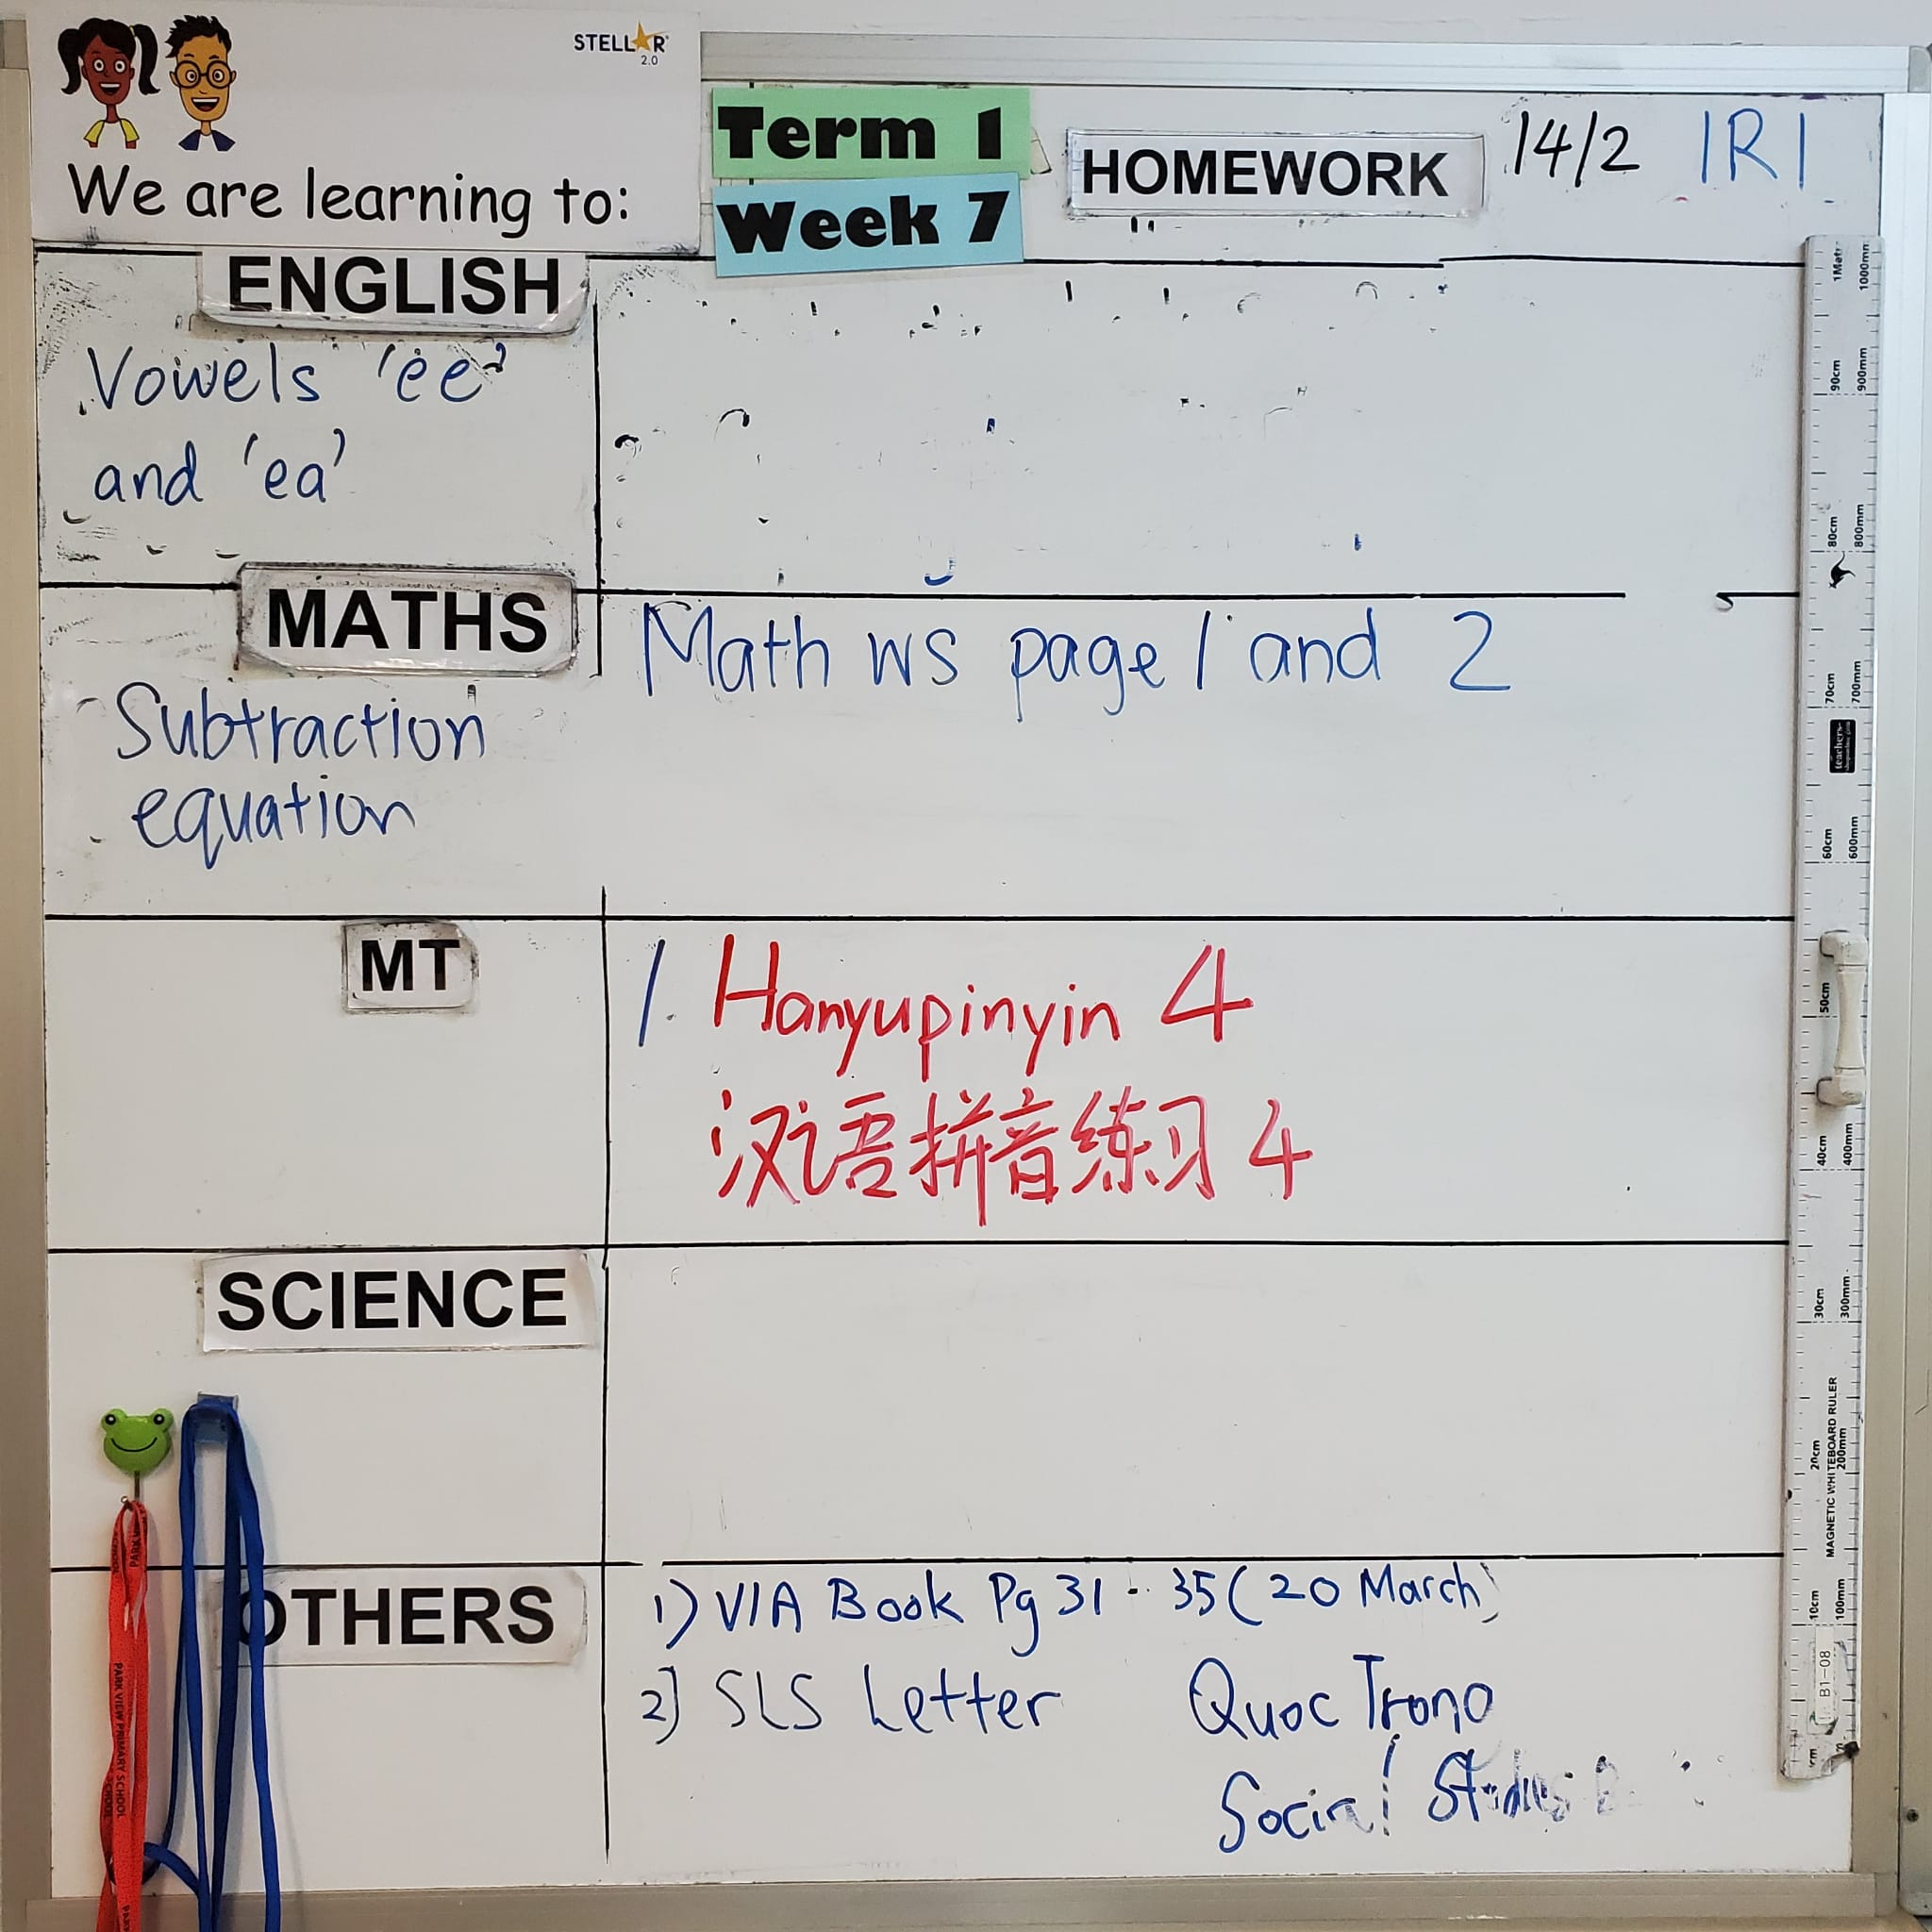 STELLAR
2.0
We are learning to:
Term 1
Week 7
HOMEWORK
14/2 IRI
ENGLISH
Vowels 'ee'
and 'ea'
MATHS
Subtraction
equation
Math ws page 1 and 2
MT
1. Hanyupinyin 4
汉语拼音练习 4
SCIENCE
OTHERS
1) VIA Book Pg 31 - 35 (20 March)
2) SLS Letter
Quoc Trong
Social Studies
PARK VIEW PRIMARY SCHOOL
1Metr 1000mm
90cm 900mm
80cm 800mm
70cm 700mm
teachers
60cm 600mm
50cm
40cm 400mm
30cm 300mm
20cm 200mm
MAGNETIC WHITEBOARD RULER
10cm 100mm
B1-08
cm